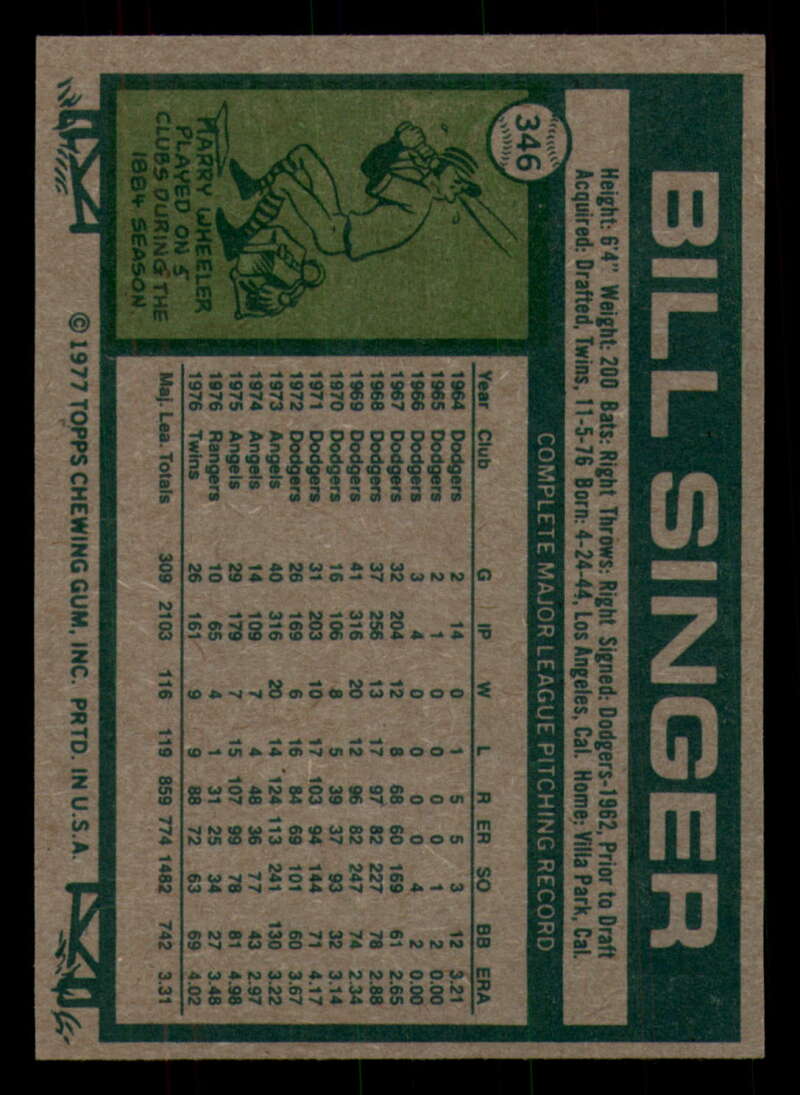 346
BILL SINGER
Height: 6'4" Weight: 200 Bats: Right Throws: Right Signed: Dodgers-1962, Prior to Draft
Acquired: Drafted, Twins, 11-5-76 Born: 4-24-44, Los Angeles, Cal. Home: Villa Park, Cal.
COMPLETE MAJOR LEAGUE PITCHING RECORD
Year Club G IP W L R ER SO BB ERA
1964 Dodgers 2 14 0 1 5 5 3 12 3.21
1965 Dodgers 2 1 0 0 0 0 1 2 0.00
1966 Dodgers 3 4 0 0 0 0 4 2 0.00
1967 Dodgers 32 204 12 8 68 60 169 61 2.65
1968 Dodgers 37 256 13 17 97 82 227 78 2.88
1969 Dodgers 41 316 20 12 96 82 247 74 2.34
1970 Dodgers 16 106 8 5 39 37 93 32 3.14
1971 Dodgers 31 203 10 17 103 94 144 71 4.17
1972 Dodgers 26 169 6 16 84 69 101 60 3.67
1973 Angels 40 316 20 14 124 113 241 130 3.22
1974 Angels 14 109 7 4 48 36 77 43 2.97
1975 Angels 29 179 7 15 107 99 78 81 4.98
1976 Rangers 10 65 4 1 31 25 34 27 3.48
1976 Twins 26 161 9 9 88 72 63 69 4.02
Maj. Lea. Totals 309 2103 116 119 859 774 1482 742 3.31
HARRY WHEELER
PLAYED ON 5
CLUBS DURING THE
1884 SEASON.
© 1977 TOPPS CHEWING GUM, INC. PRTD. IN U.S.A.